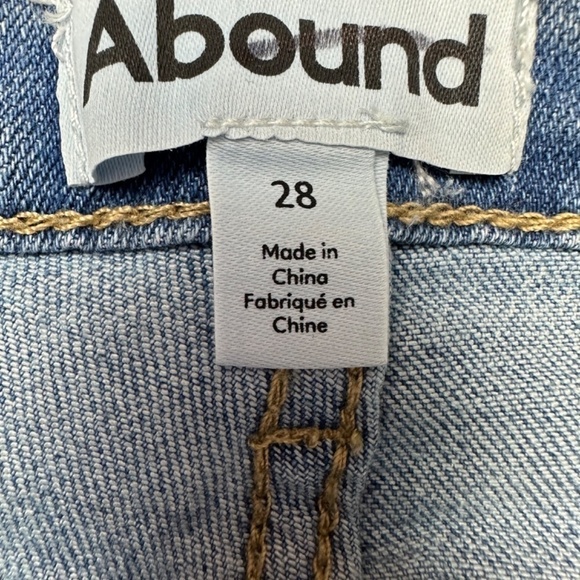 Abound
28
Made in
China
Fabriqué en
Chine